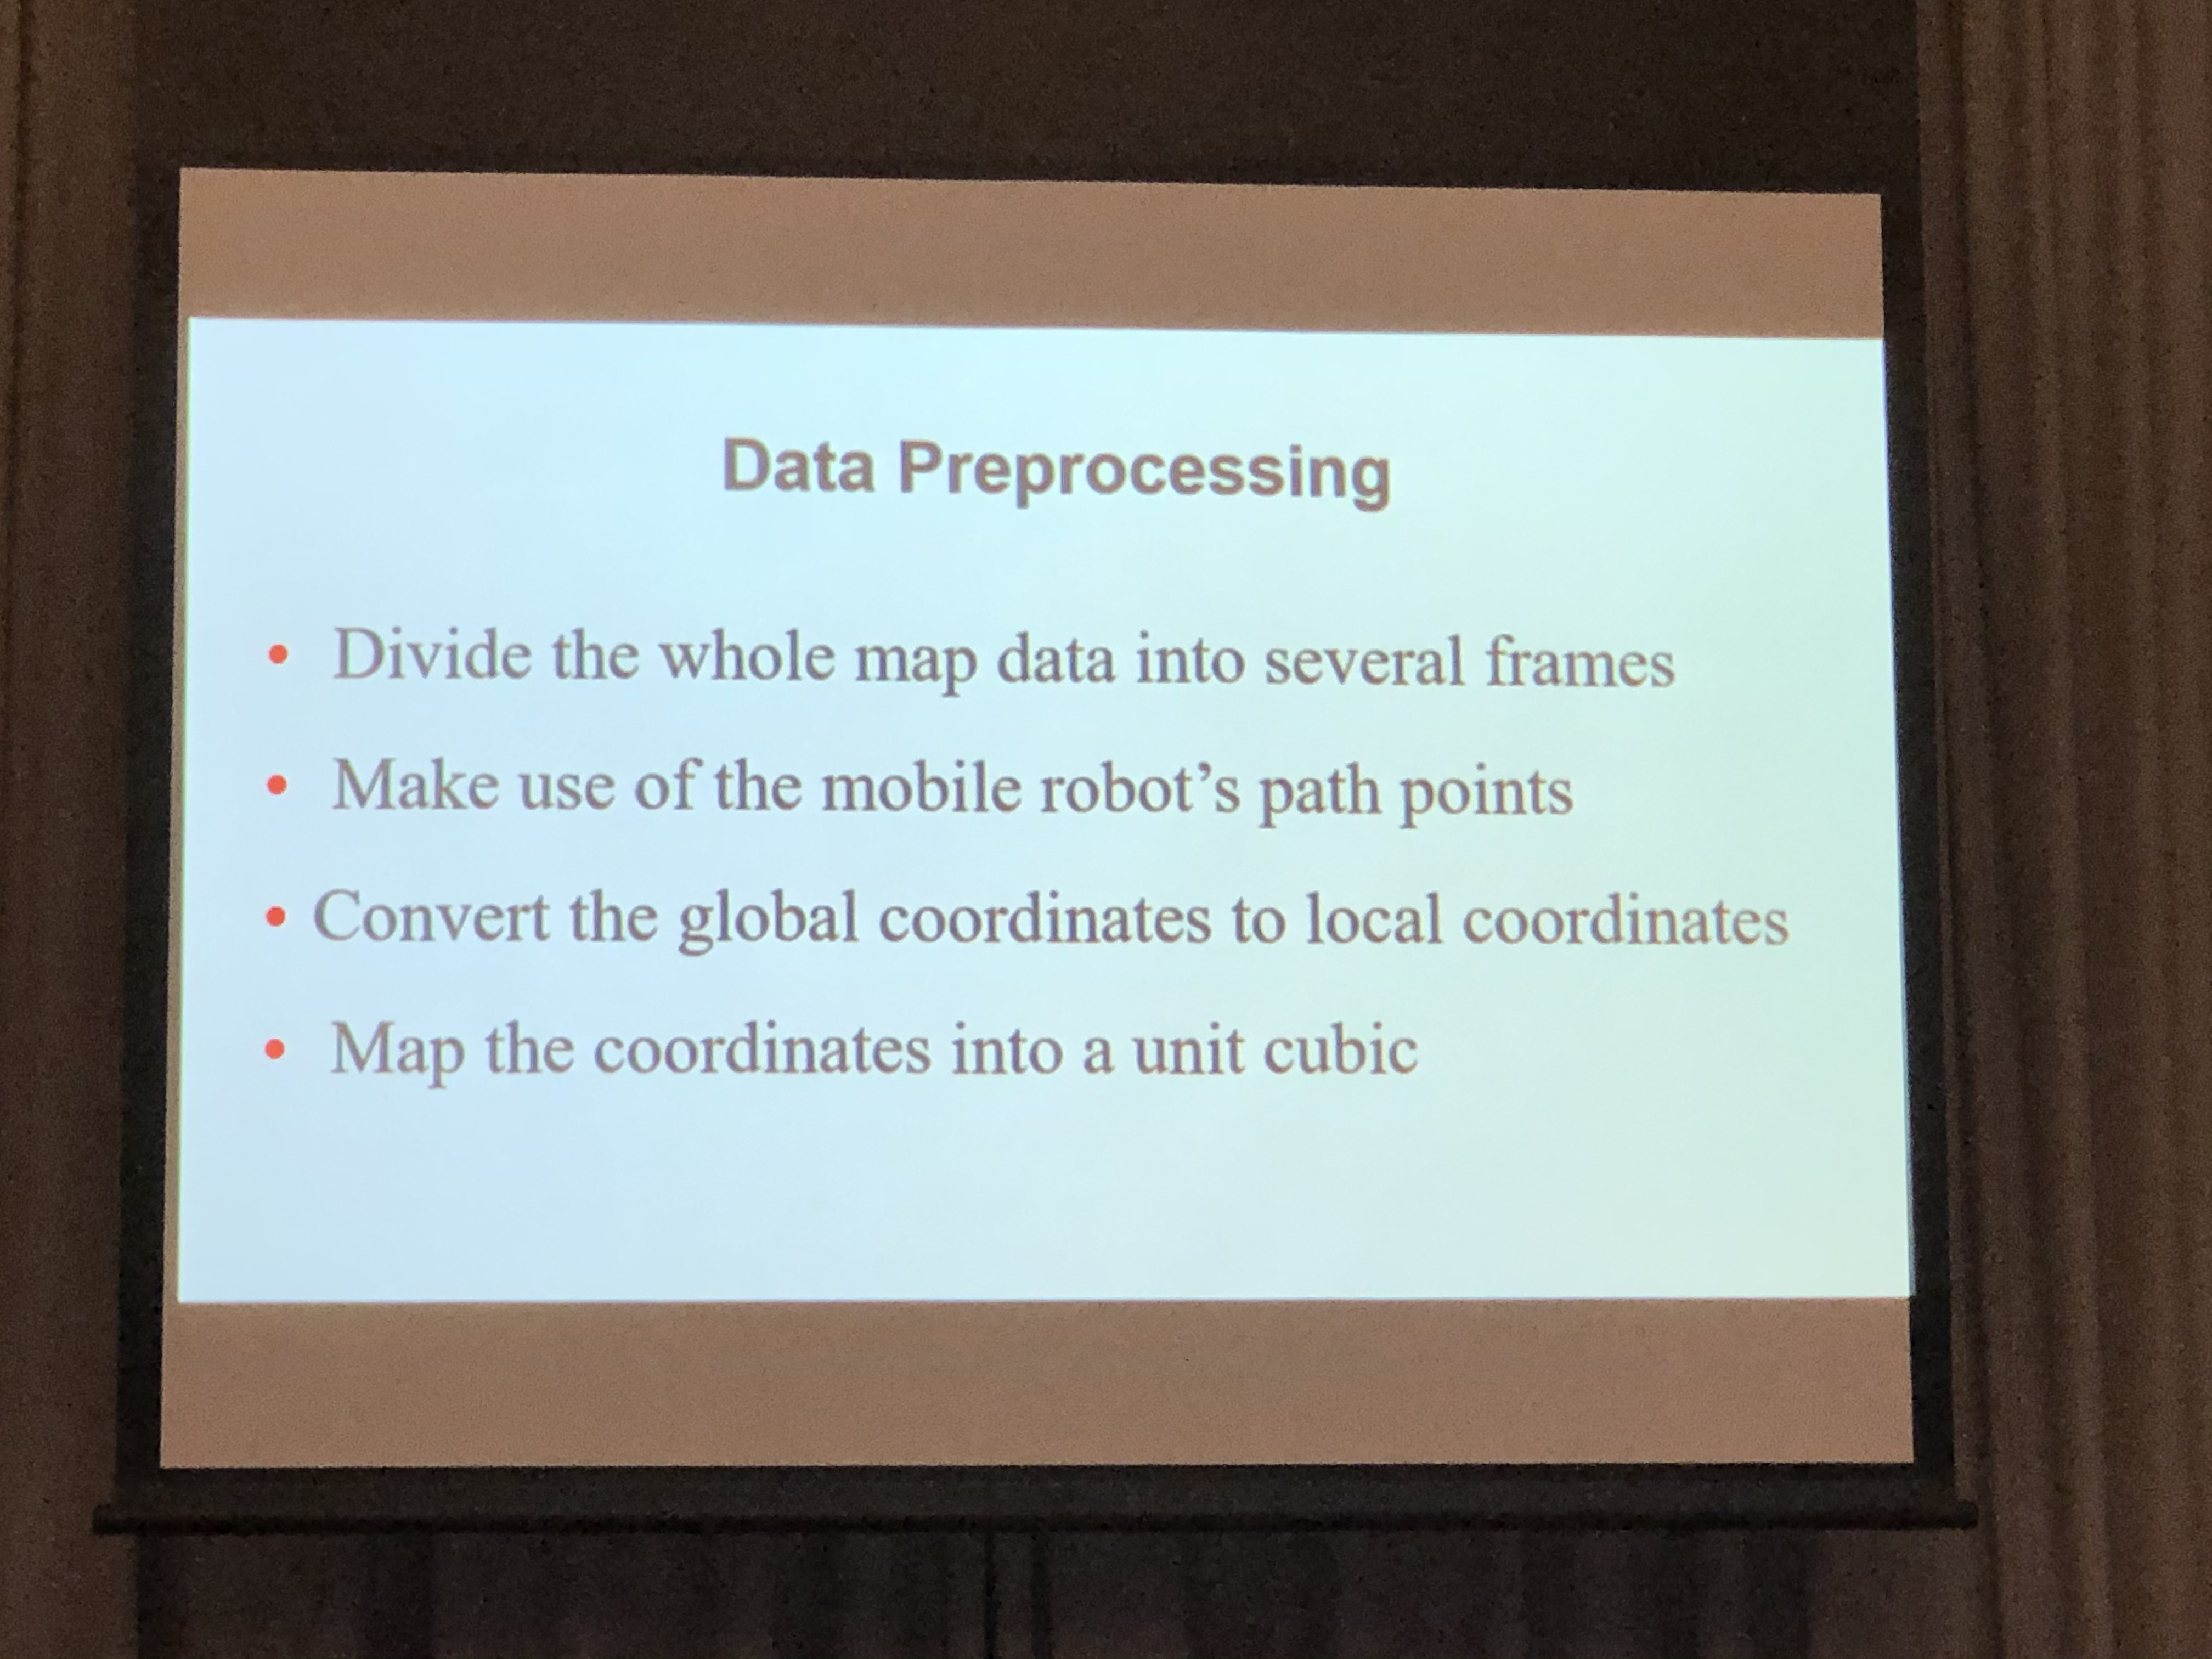 Data Preprocessing
• Divide the whole map data into several frames
• Make use of the mobile robot’s path points
• Convert the global coordinates to local coordinates
• Map the coordinates into a unit cubic